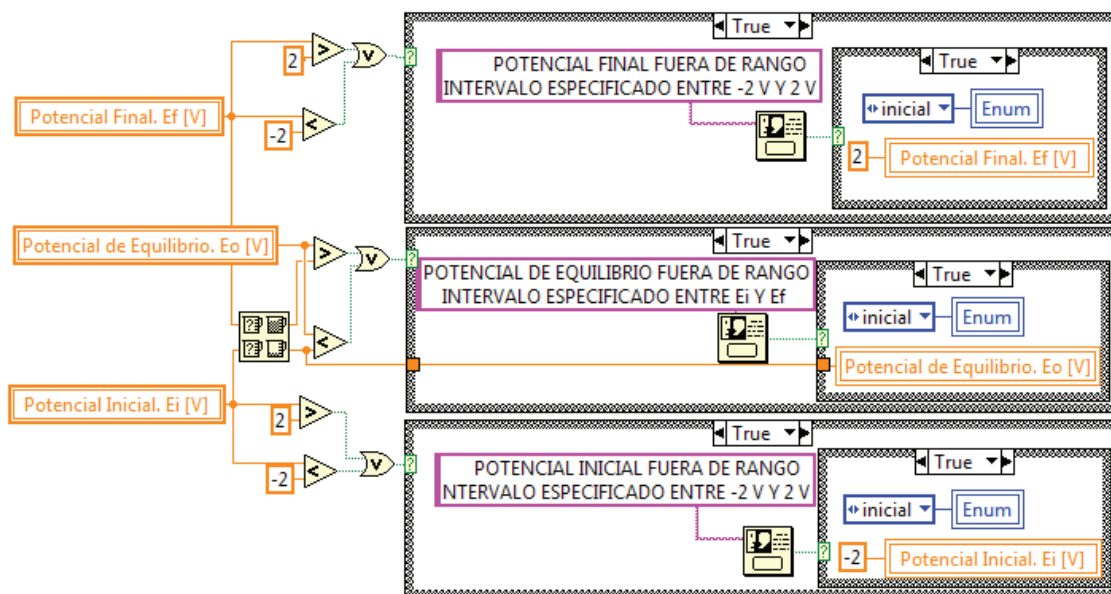 True
2
>
v
?
POTENCIAL FINAL FUERA DE RANGO
INTERVALO ESPECIFICADO ENTRE -2 V Y 2 V
True
inicial
Enum
Potencial Final. Ef [V]
-2
<
?
2
Potencial Final. Ef [V]
True
Potencial de Equilibrio. Eo [V]
>
v
?
POTENCIAL DE EQUILIBRIO FUERA DE RANGO
INTERVALO ESPECIFICADO ENTRE Ei Y Ef
True
inicial
Enum
?
?
<
?
Potencial de Equilibrio. Eo [V]
Potencial Inicial. Ei [V]
True
>
2
v
?
-2
<
POTENCIAL INICIAL FUERA DE RANGO
NTERVALO ESPECIFICADO ENTRE -2 V Y 2 V
True
inicial
Enum
?
-2
Potencial Inicial. Ei [V]